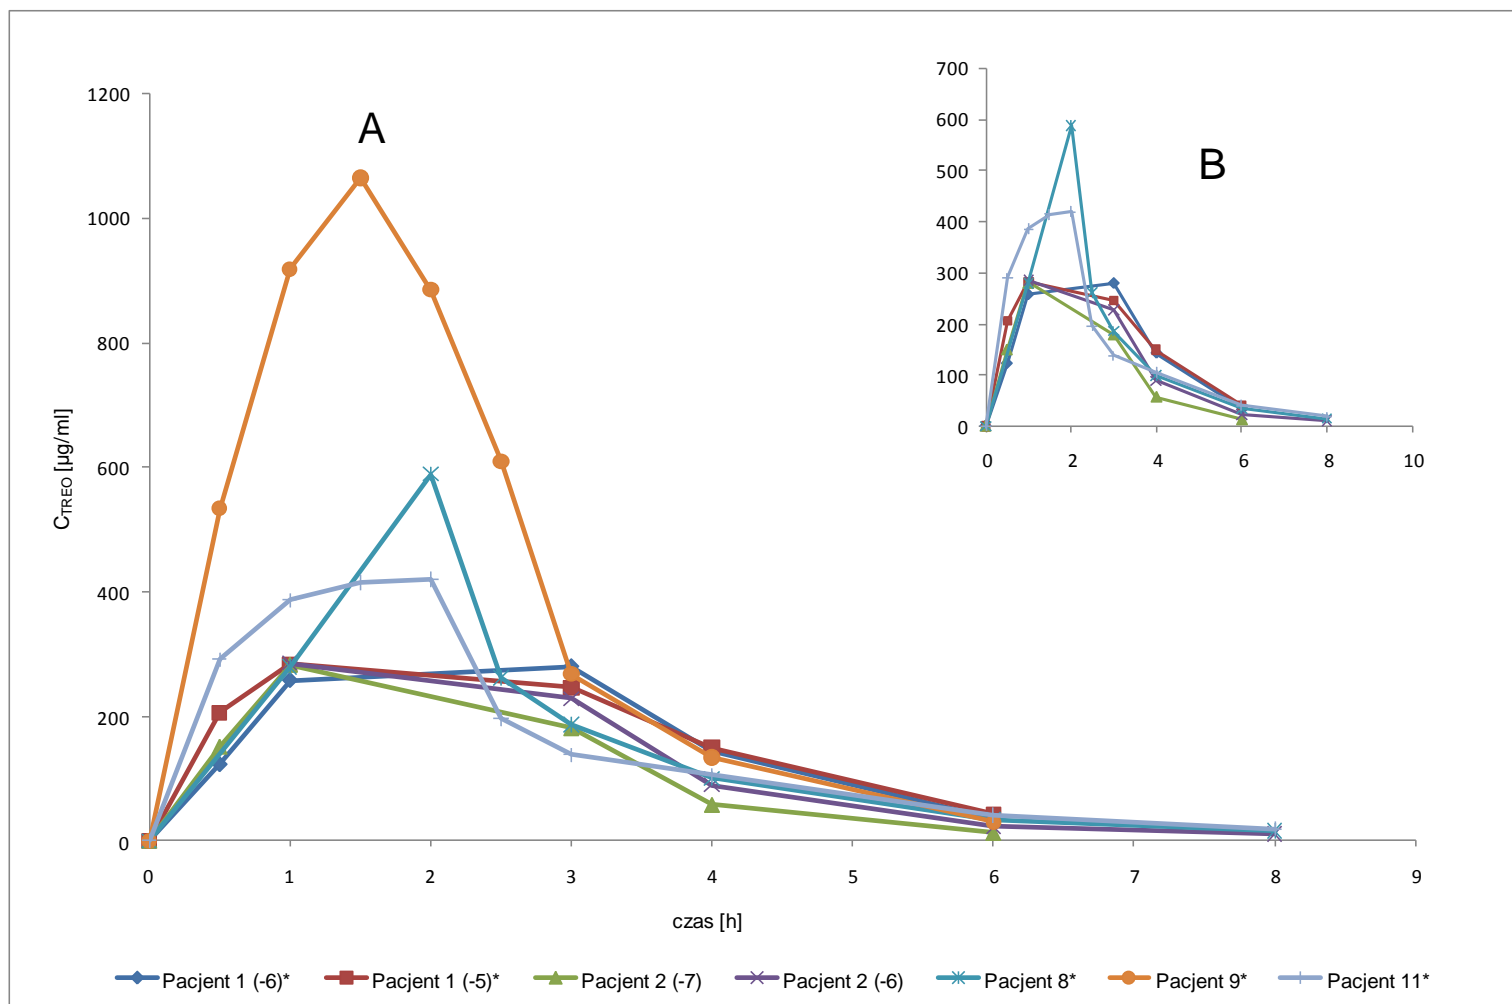 A
1200
1000
800
600
400
200
0
CTREO [µg/ml]
0 1 2 3 4 5 6 7 8 9
czas [h]
B
700
600
500
400
300
200
100
0
0 2 4 6 8 10
Pacjent 1 (-6)* Pacjent 1 (-5)* Pacjent 2 (-7) Pacjent 2 (-6) Pacjent 8* Pacjent 9* Pacjent 11*